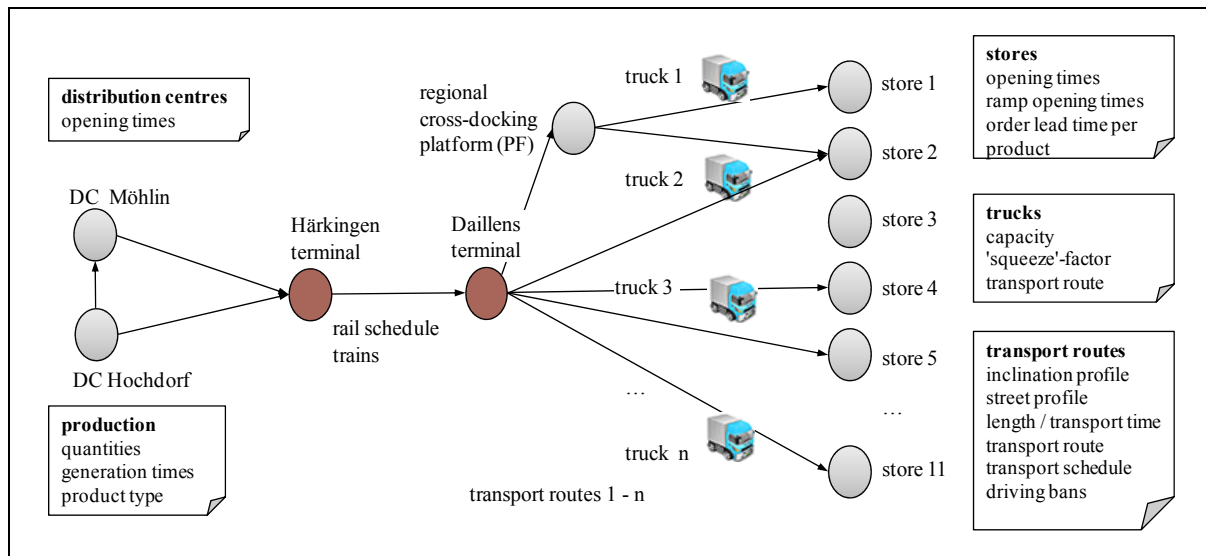 distribution centres
opening times
DC Möhlin
DC Hochdorf
production
quantities
generation times
product type
Härkingen
terminal
rail schedule
trains
Daillens
terminal
regional
cross-docking
platform (PF)
truck 1
truck 2
truck 3
...
truck n
transport routes 1 - n
store 1
store 2
store 3
store 4
store 5
...
store 11
stores
opening times
ramp opening times
order lead time per
product
trucks
capacity
'squeeze'-factor
transport route
transport routes
inclination profile
street profile
length / transport time
transport route
transport schedule
driving bans